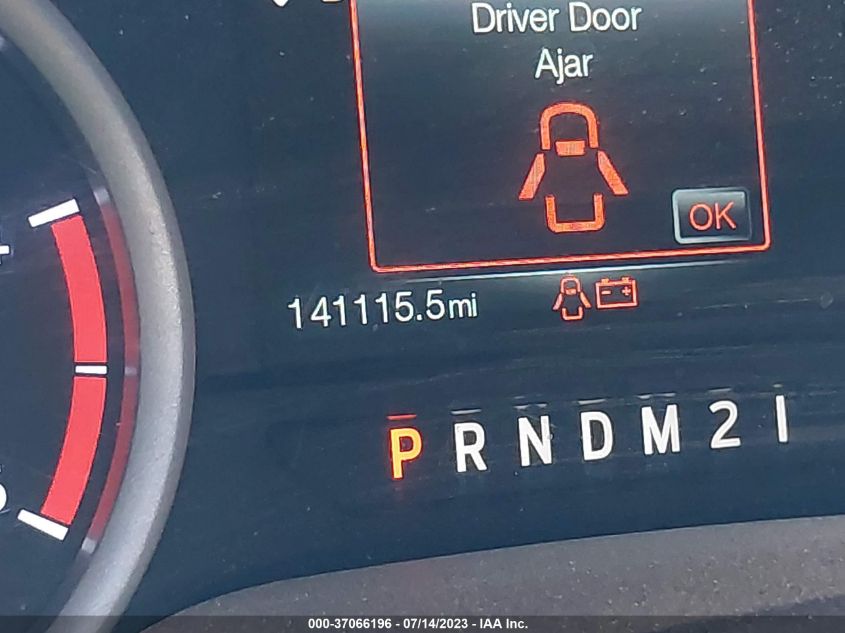 Driver Door
Ajar
OK
141115.5mi
P R N D M 2 1
000-37066196 - 07/14/2023 - IAA Inc.